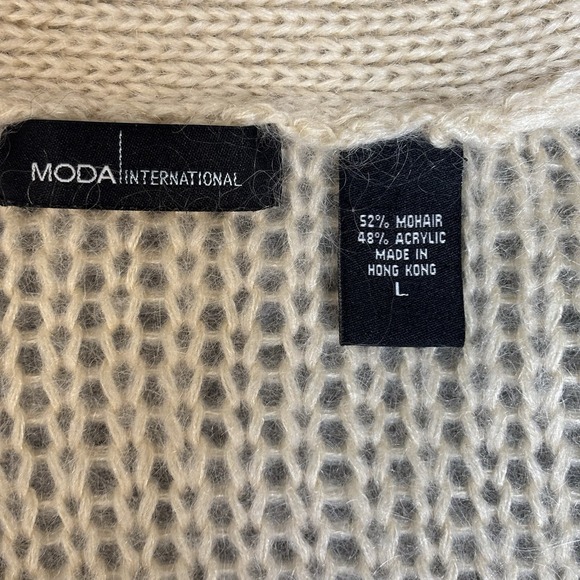 MODA INTERNATIONAL
52% MOHAIR
48% ACRYLIC
MADE IN
HONG KONG
L